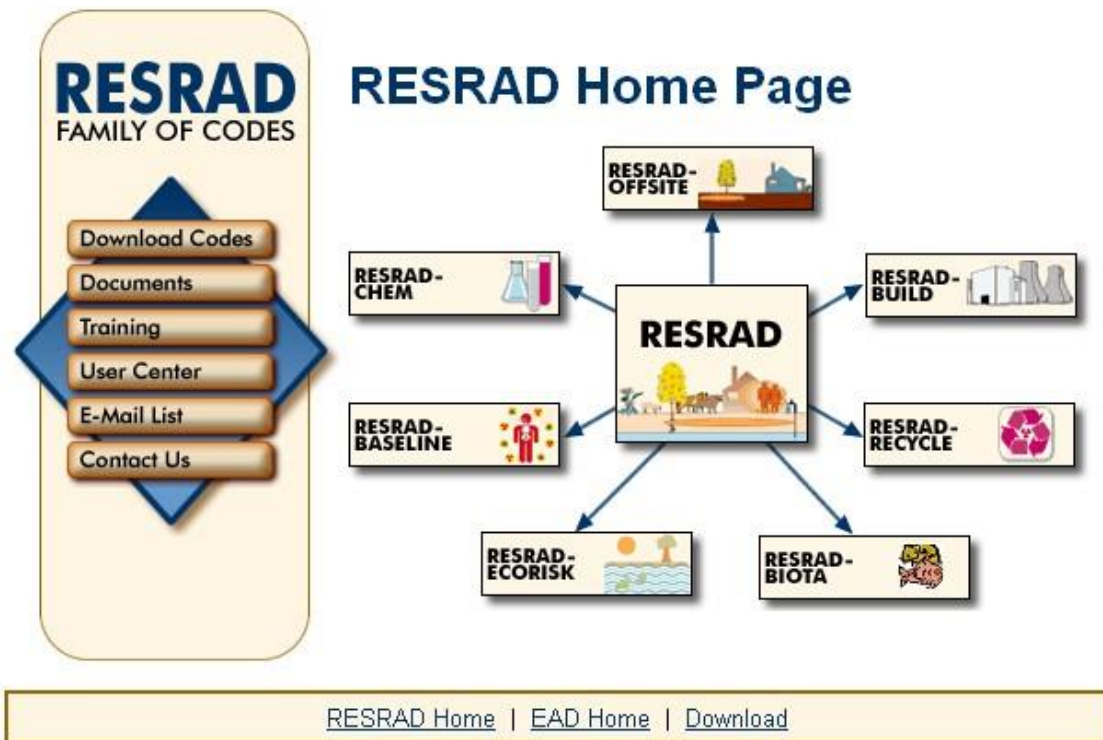 RESRAD
FAMILY OF CODES
Download Codes
Documents
Training
User Center
E-Mail List
Contact Us
RESRAD Home Page
RESRAD-
OFFSITE
RESRAD-
CHEM
RESRAD-
BUILD
RESRAD
RESRAD-
BASELINE
RESRAD-
RECYCLE
RESRAD-
ECORISK
RESRAD-
BIOTA
RESRAD Home | EAD Home | Download